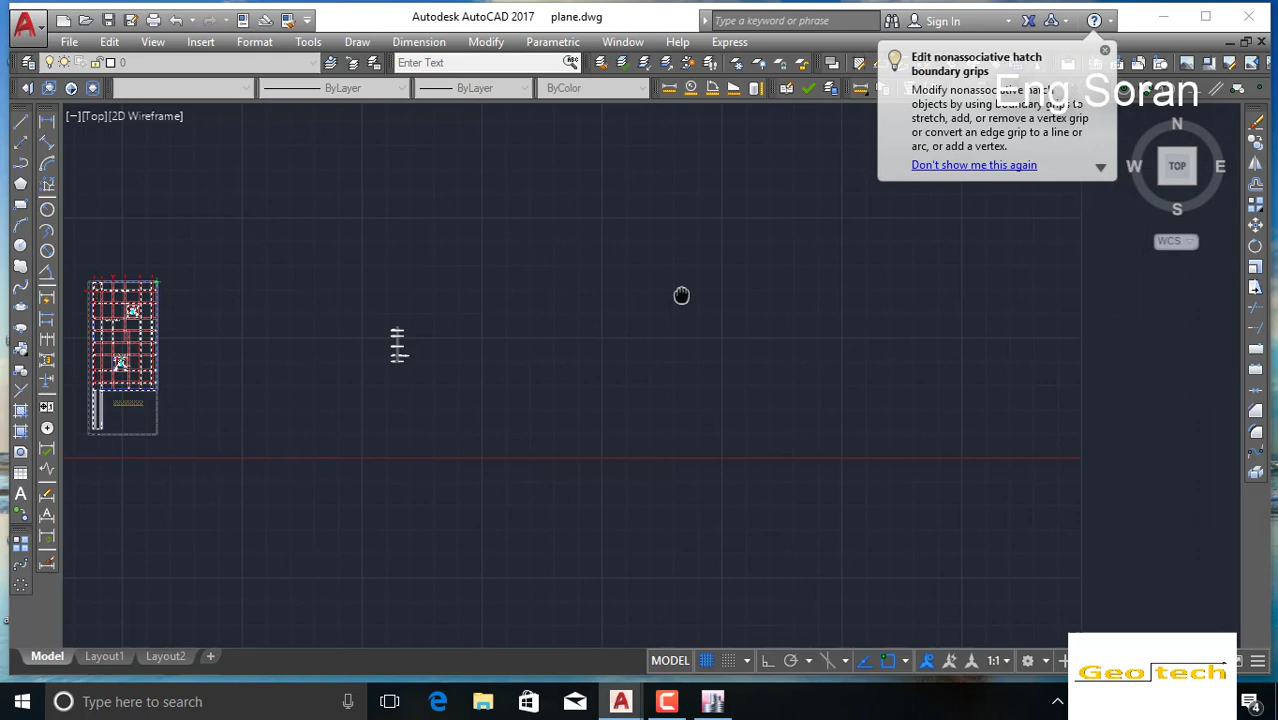 Autodesk AutoCAD 2017 plane.dwg
Type a keyword or phrase
Sign In
File Edit View Insert Format Tools Draw Dimension Modify Parametric Window Help Express
0
Enter Text
ABC
ByLayer
ByLayer
ByColor
Edit nonassociative hatch
boundary grips
Modify nonassociative hatch
objects by using boundary grips to
stretch, add, or remove a vertex grip
or convert an edge grip to a line or
arc, or add a vertex.
Don't show me this again
Eng Soran
[−][Top][2D Wireframe]
N
W TOP E
S
WCS
Model Layout1 Layout2 +
MODEL
1:1
Geotech
Type here to search
4